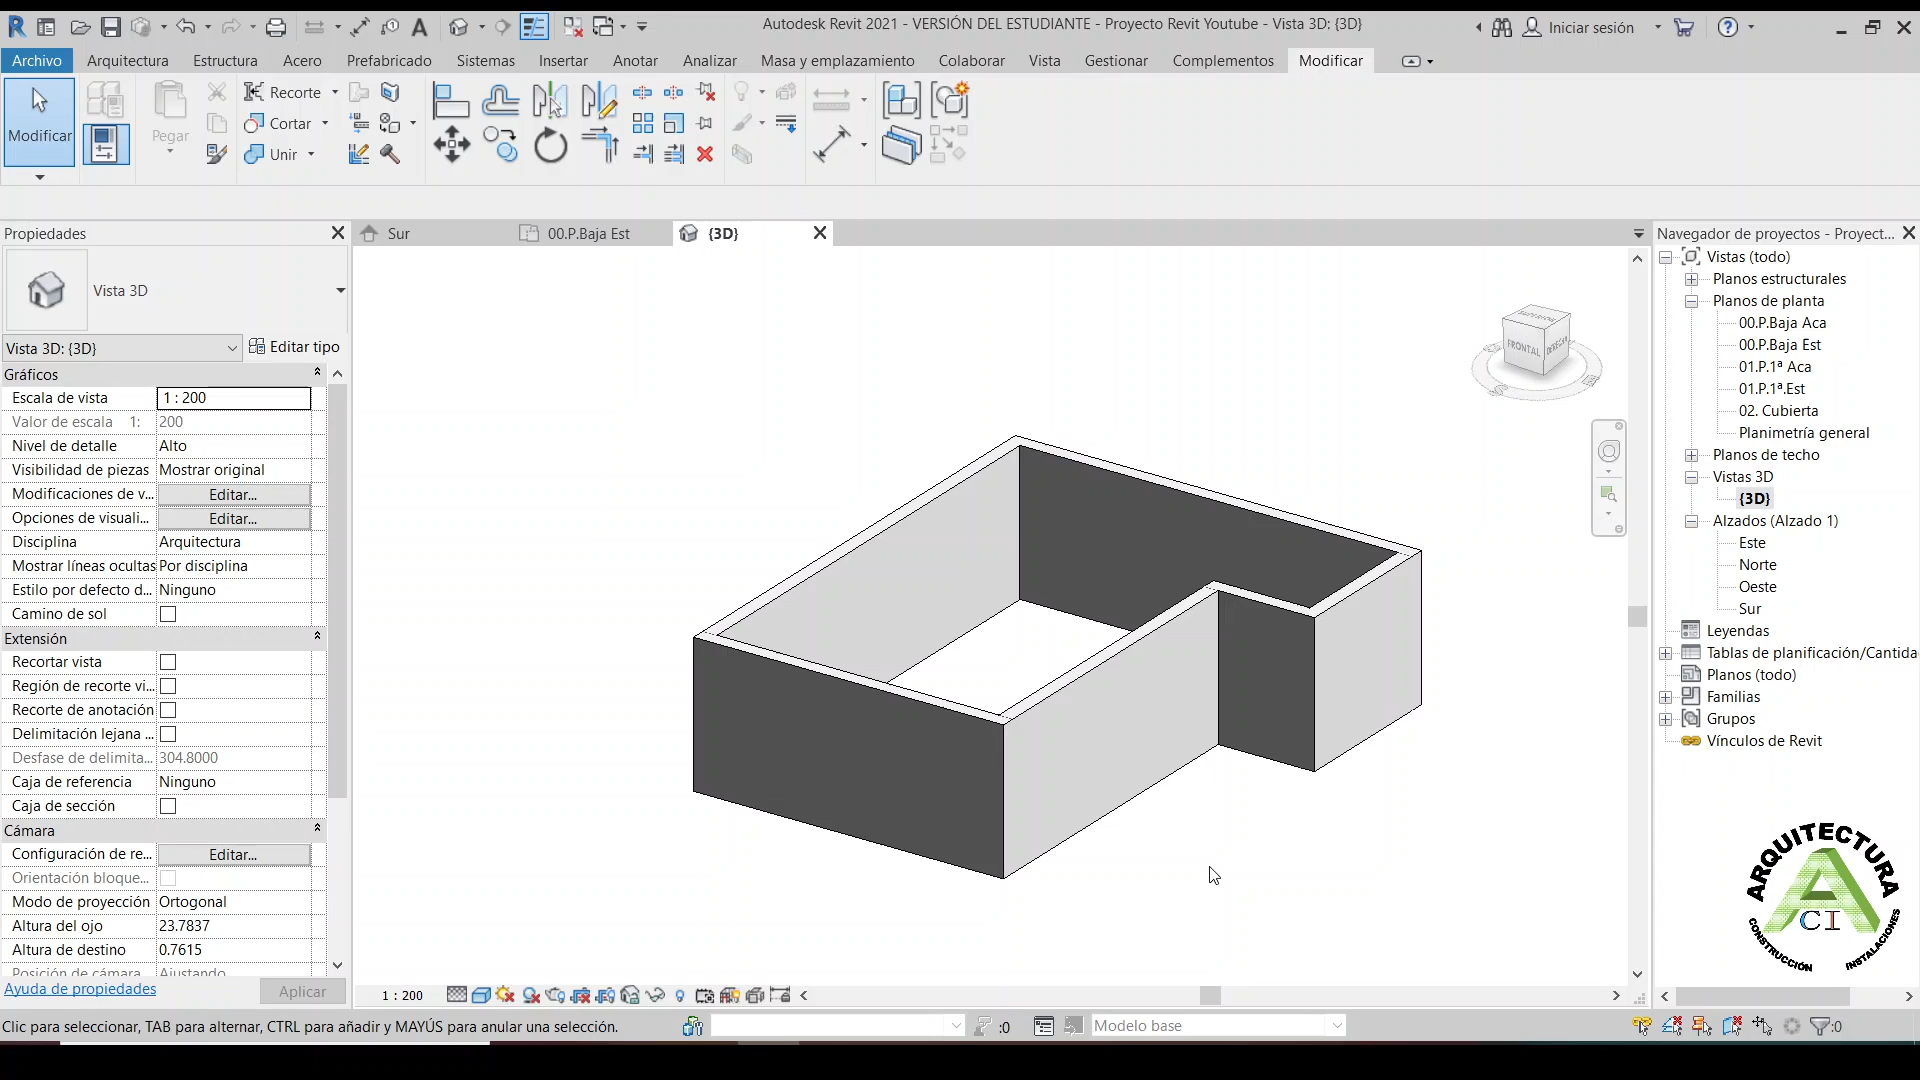 Autodesk Revit 2021 - VERSIÓN DEL ESTUDIANTE - Proyecto Revit Youtube - Vista 3D: {3D}
Iniciar sesión
Archivo Arquitectura Estructura Acero Prefabricado Sistemas Insertar Anotar Analizar Masa y emplazamiento Colaborar Vista Gestionar Complementos Modificar
Modificar
Pegar
Recorte
Cortar
Unir
Propiedades
Sur
00.P.Baja Est
{3D}
Navegador de proyectos - Proyect...
Vista 3D
Vista 3D: {3D}
Editar tipo
Gráficos
Escala de vista 1 : 200
Valor de escala 1: 200
Nivel de detalle Alto
Visibilidad de piezas Mostrar original
Modificaciones de v... Editar...
Opciones de visuali... Editar...
Disciplina Arquitectura
Mostrar líneas ocultas Por disciplina
Estilo por defecto d... Ninguno
Camino de sol
Extensión
Recortar vista
Región de recorte vi...
Recorte de anotación
Delimitación lejana ...
Desfase de delimita... 304.8000
Caja de referencia Ninguno
Caja de sección
Cámara
Configuración de re... Editar...
Orientación bloque...
Modo de proyección Ortogonal
Altura del ojo 23.7837
Altura de destino 0.7615
Posición de cámara Ajustando
Ayuda de propiedades
Aplicar
SUPERIOR
FRONTAL
Vistas (todo)
Planos estructurales
Planos de planta
00.P.Baja Aca
00.P.Baja Est
01.P.1ª Aca
01.P.1ª.Est
02. Cubierta
Planimetría general
Planos de techo
Vistas 3D
{3D}
Alzados (Alzado 1)
Este
Norte
Oeste
Sur
Leyendas
Tablas de planificación/Cantida
Planos (todo)
Familias
Grupos
Vínculos de Revit
ARQUITECTURA
CI
CONSTRUCCIÓN
INSTALACIONES
1 : 200
Clic para seleccionar, TAB para alternar, CTRL para añadir y MAYÚS para anular una selección.
:0
Modelo base
:0